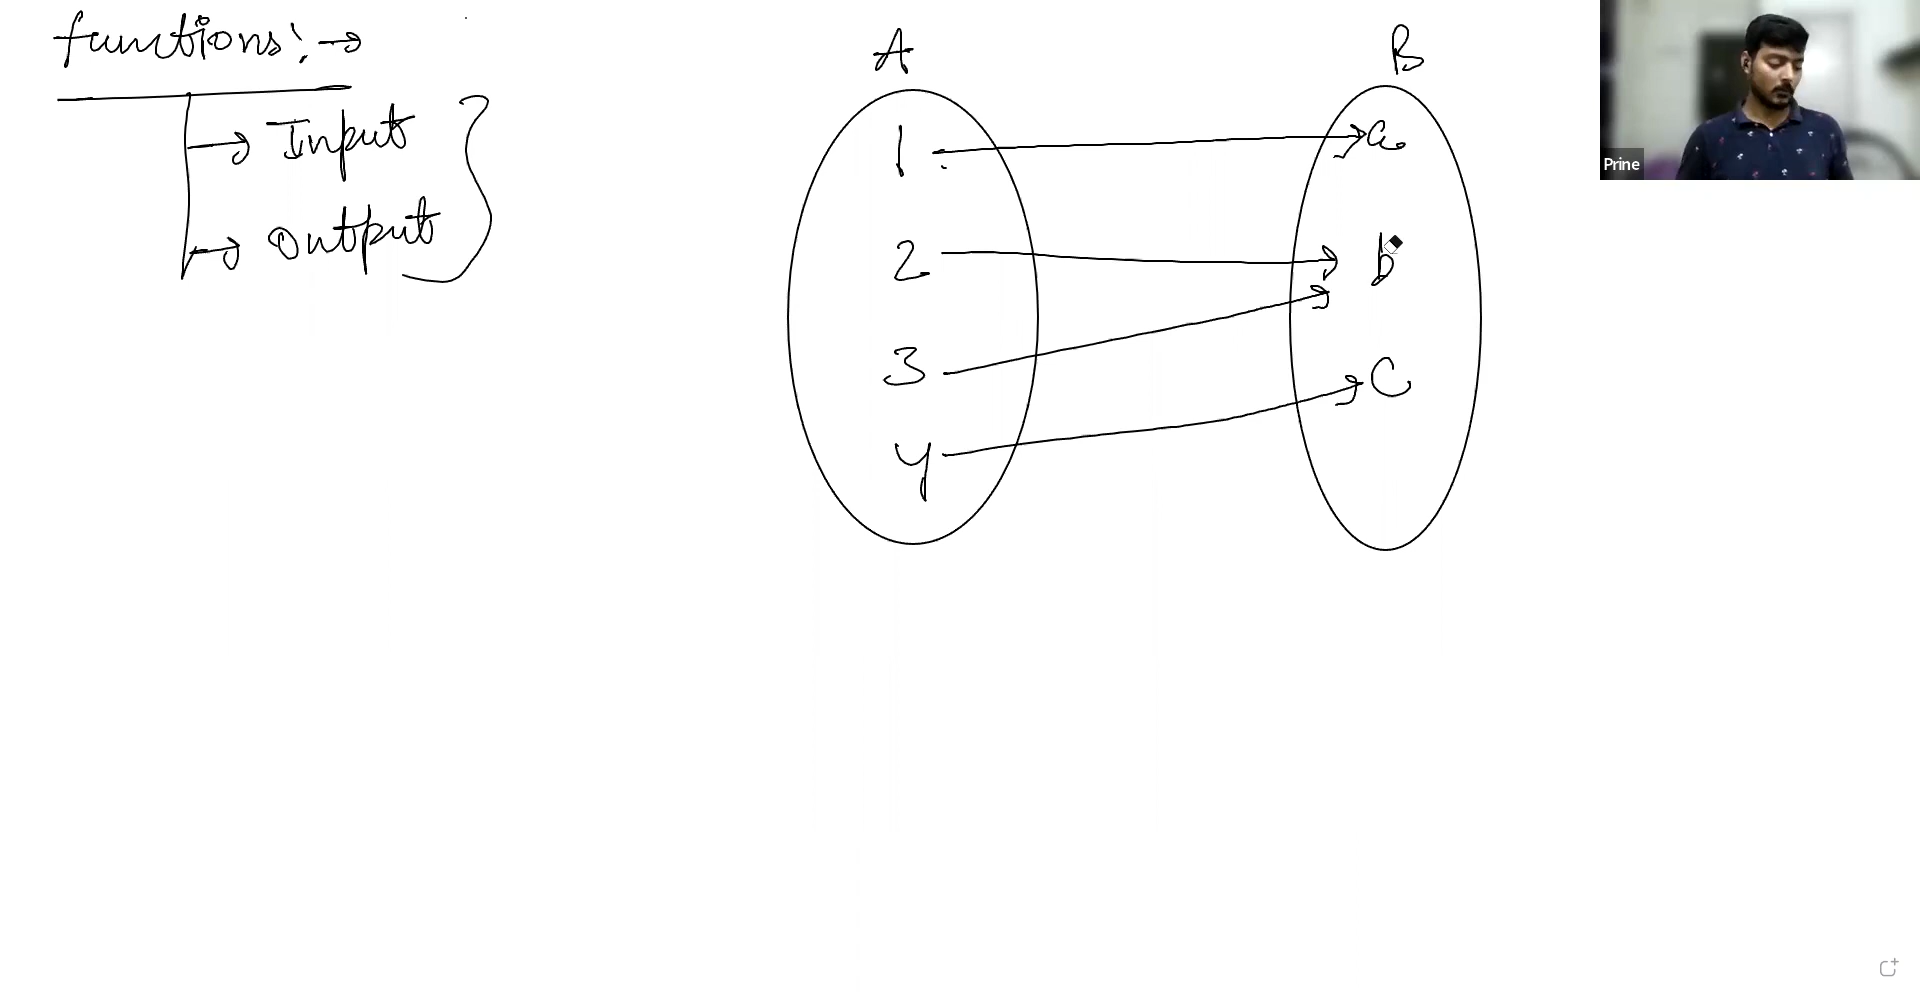 functions:→
→ Input
→ Output
A
B
1
a
2
b
3
c
4
Prine